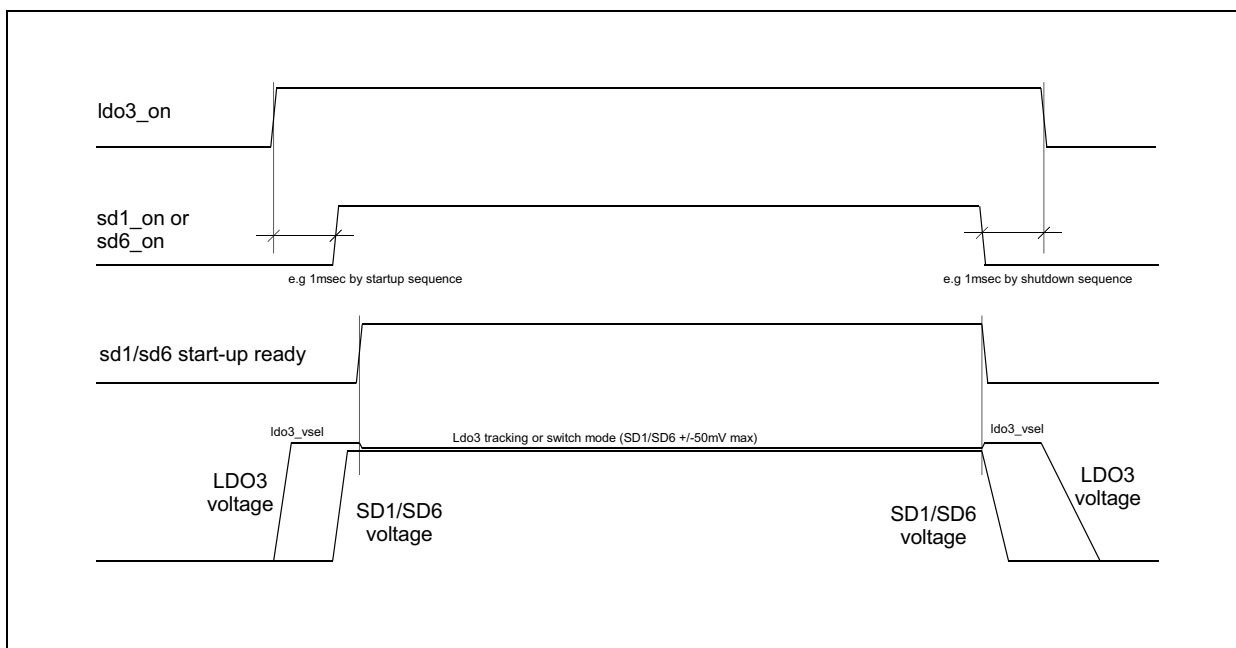 ldo3_on
sd1_on or
sd6_on
e.g 1msec by startup sequence
e.g 1msec by shutdown sequence
sd1/sd6 start-up ready
ldo3_vsel
Ldo3 tracking or switch mode (SD1/SD6 +/-50mV max)
ldo3_vsel
LDO3
voltage
SD1/SD6
voltage
SD1/SD6
voltage
LDO3
voltage